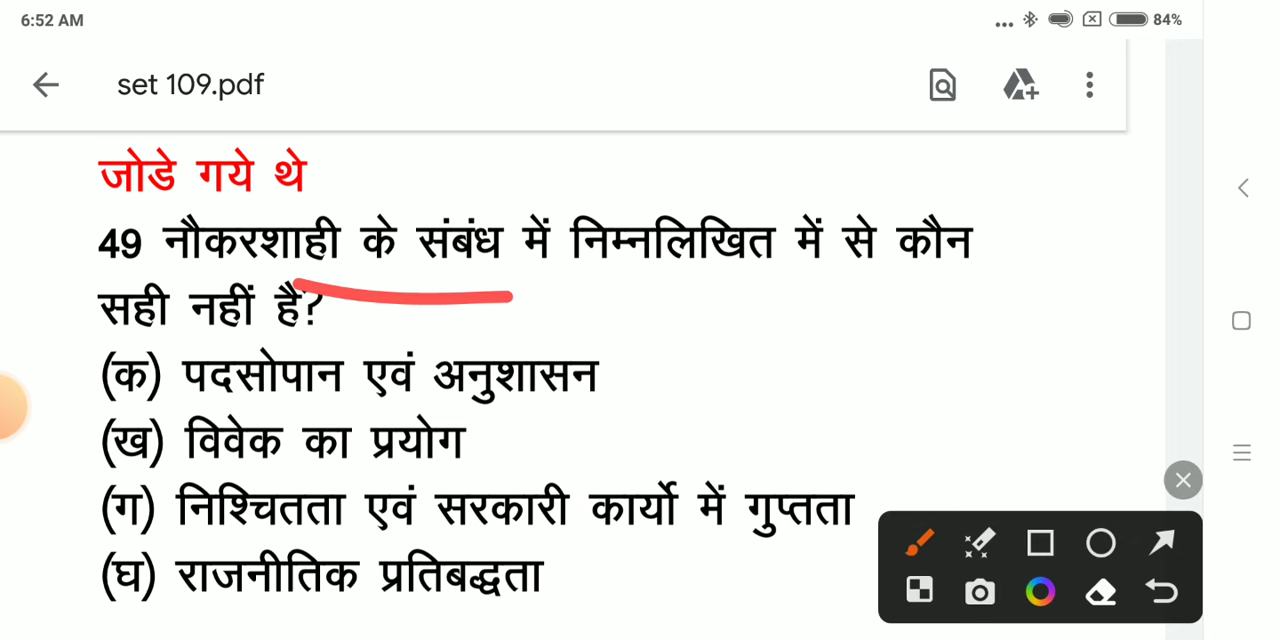 6:52 AM
84%
set 109.pdf
जोडे गये थे
49 नौकरशाही के संबंध में निम्नलिखित में से कौन
सही नहीं है?
(क) पदसोपान एवं अनुशासन
(ख) विवेक का प्रयोग
(ग) निश्चितता एवं सरकारी कार्यो में गुप्तता
(घ) राजनीतिक प्रतिबद्धता